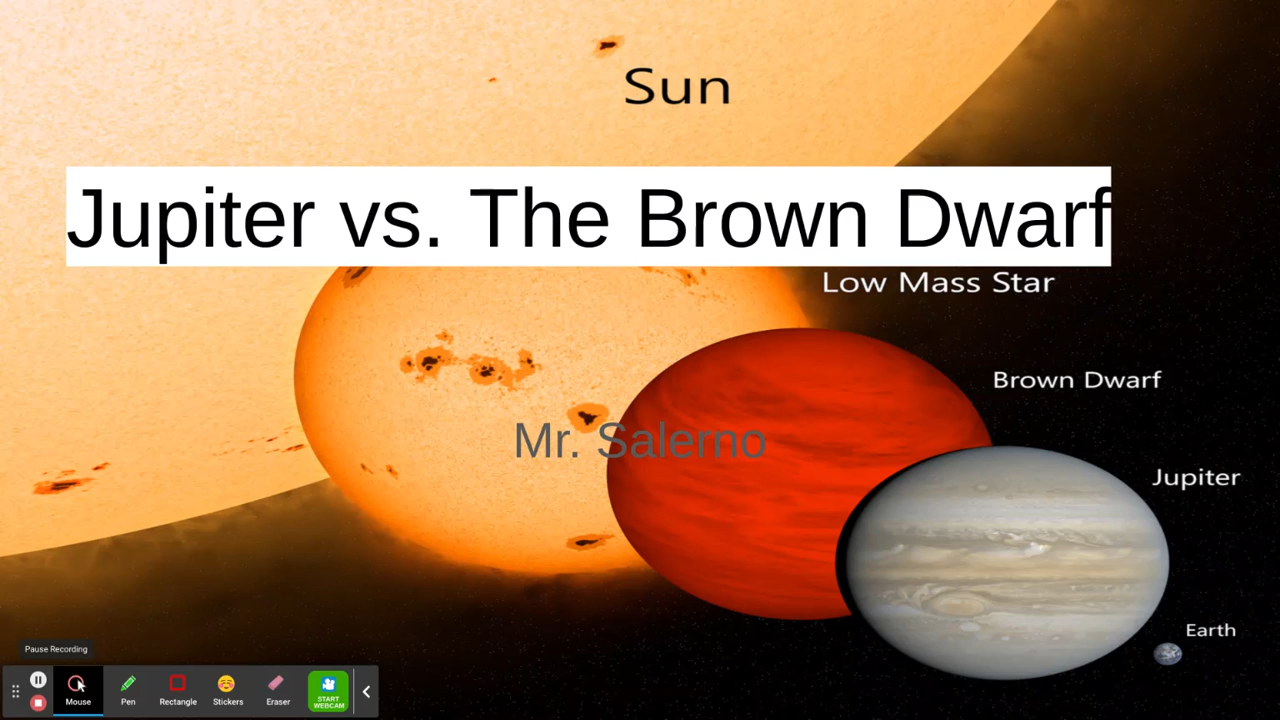 Sun
Jupiter vs. The Brown Dwarf
Low Mass Star
Brown Dwarf
Mr. Salerno
Jupiter
Earth
Pause Recording
Mouse
Pen
Rectangle
Stickers
Eraser
START
WEBCAM